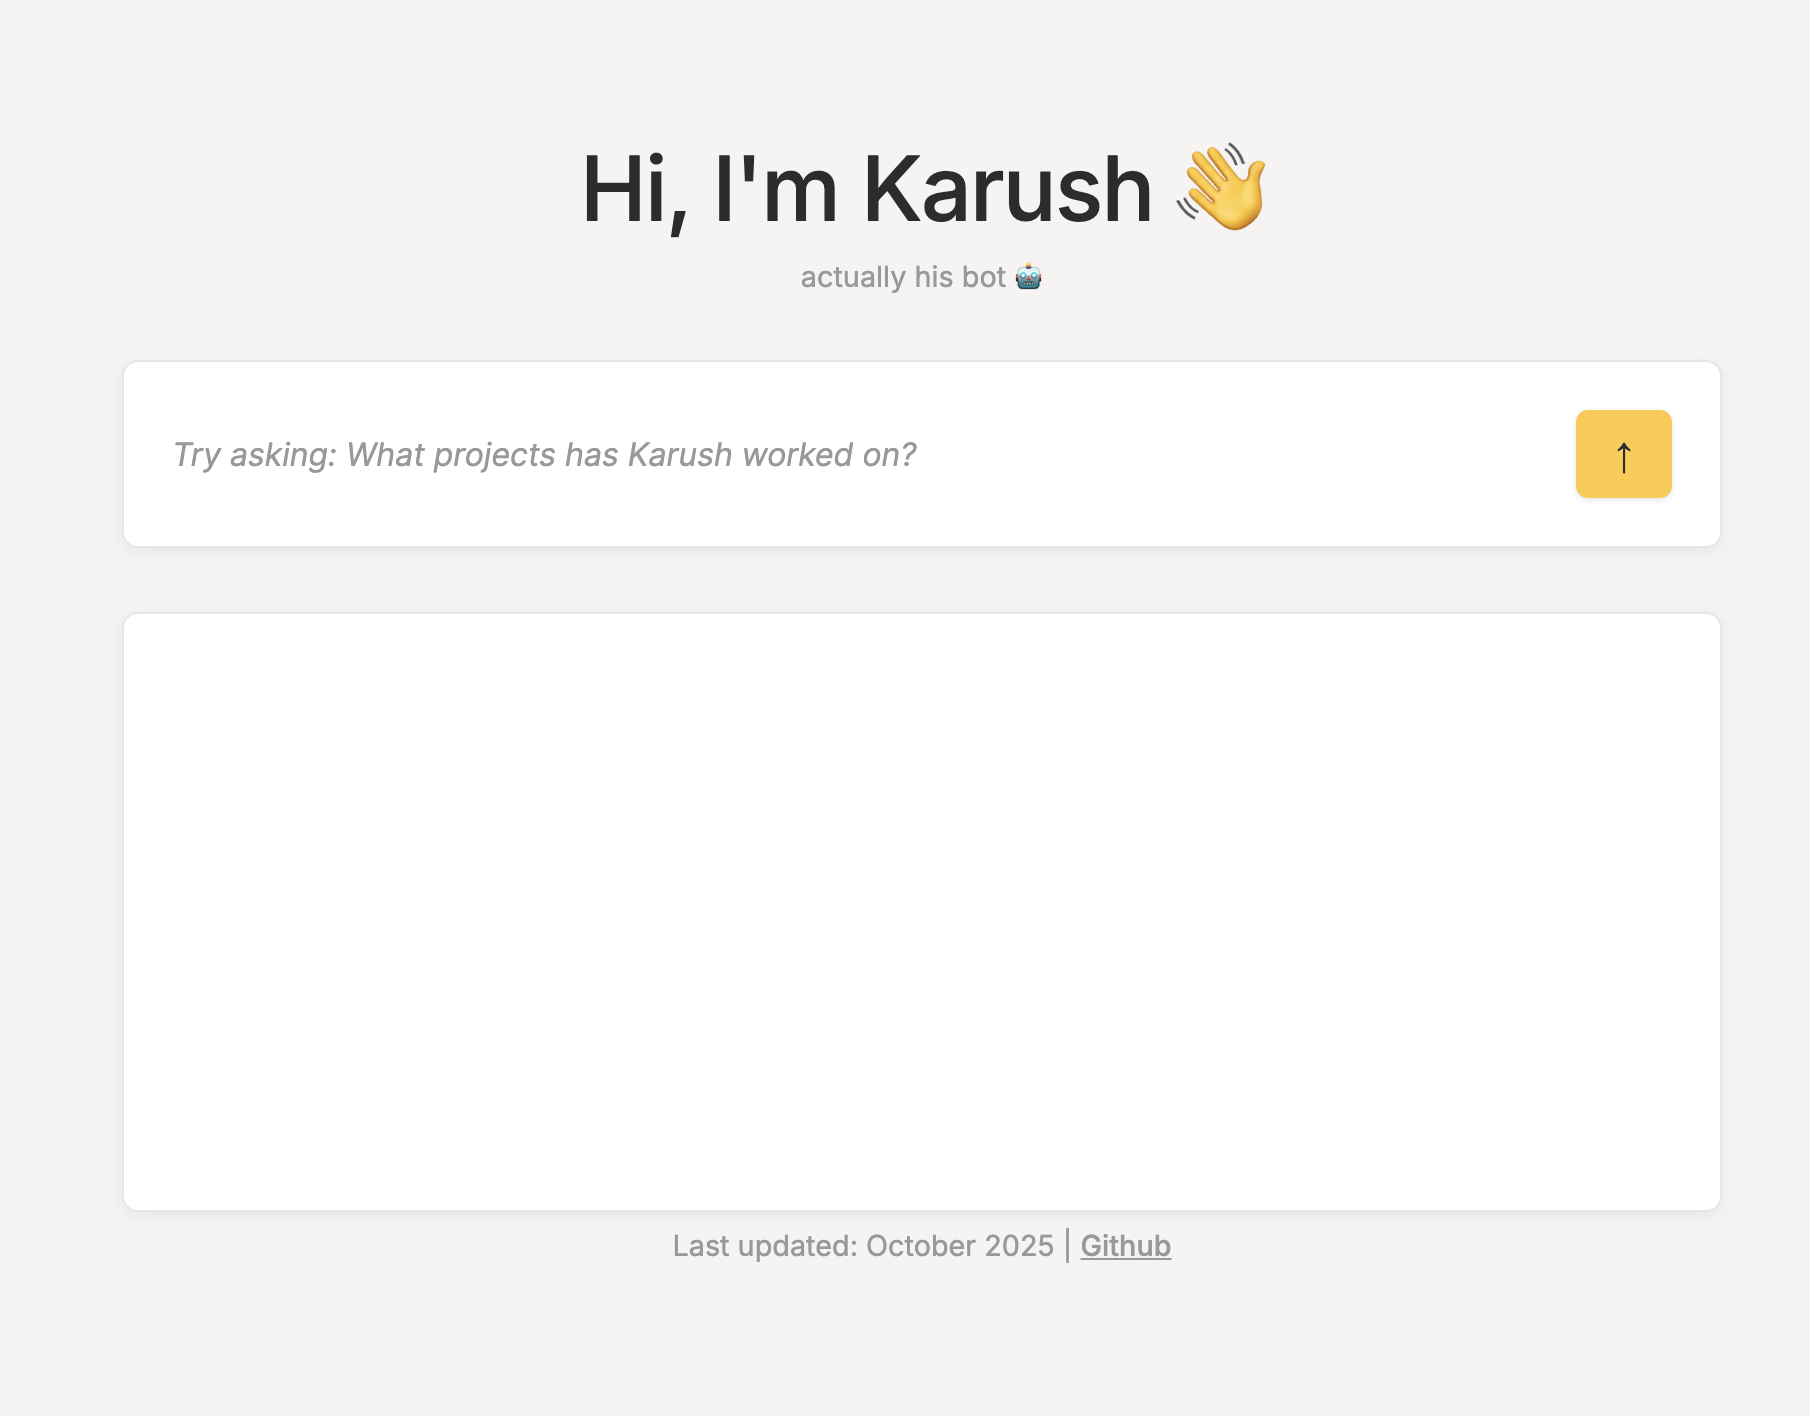 Hi, I'm Karush 👋
actually his bot 🤖
Try asking: What projects has Karush worked on?
↑
Last updated: October 2025 | Github